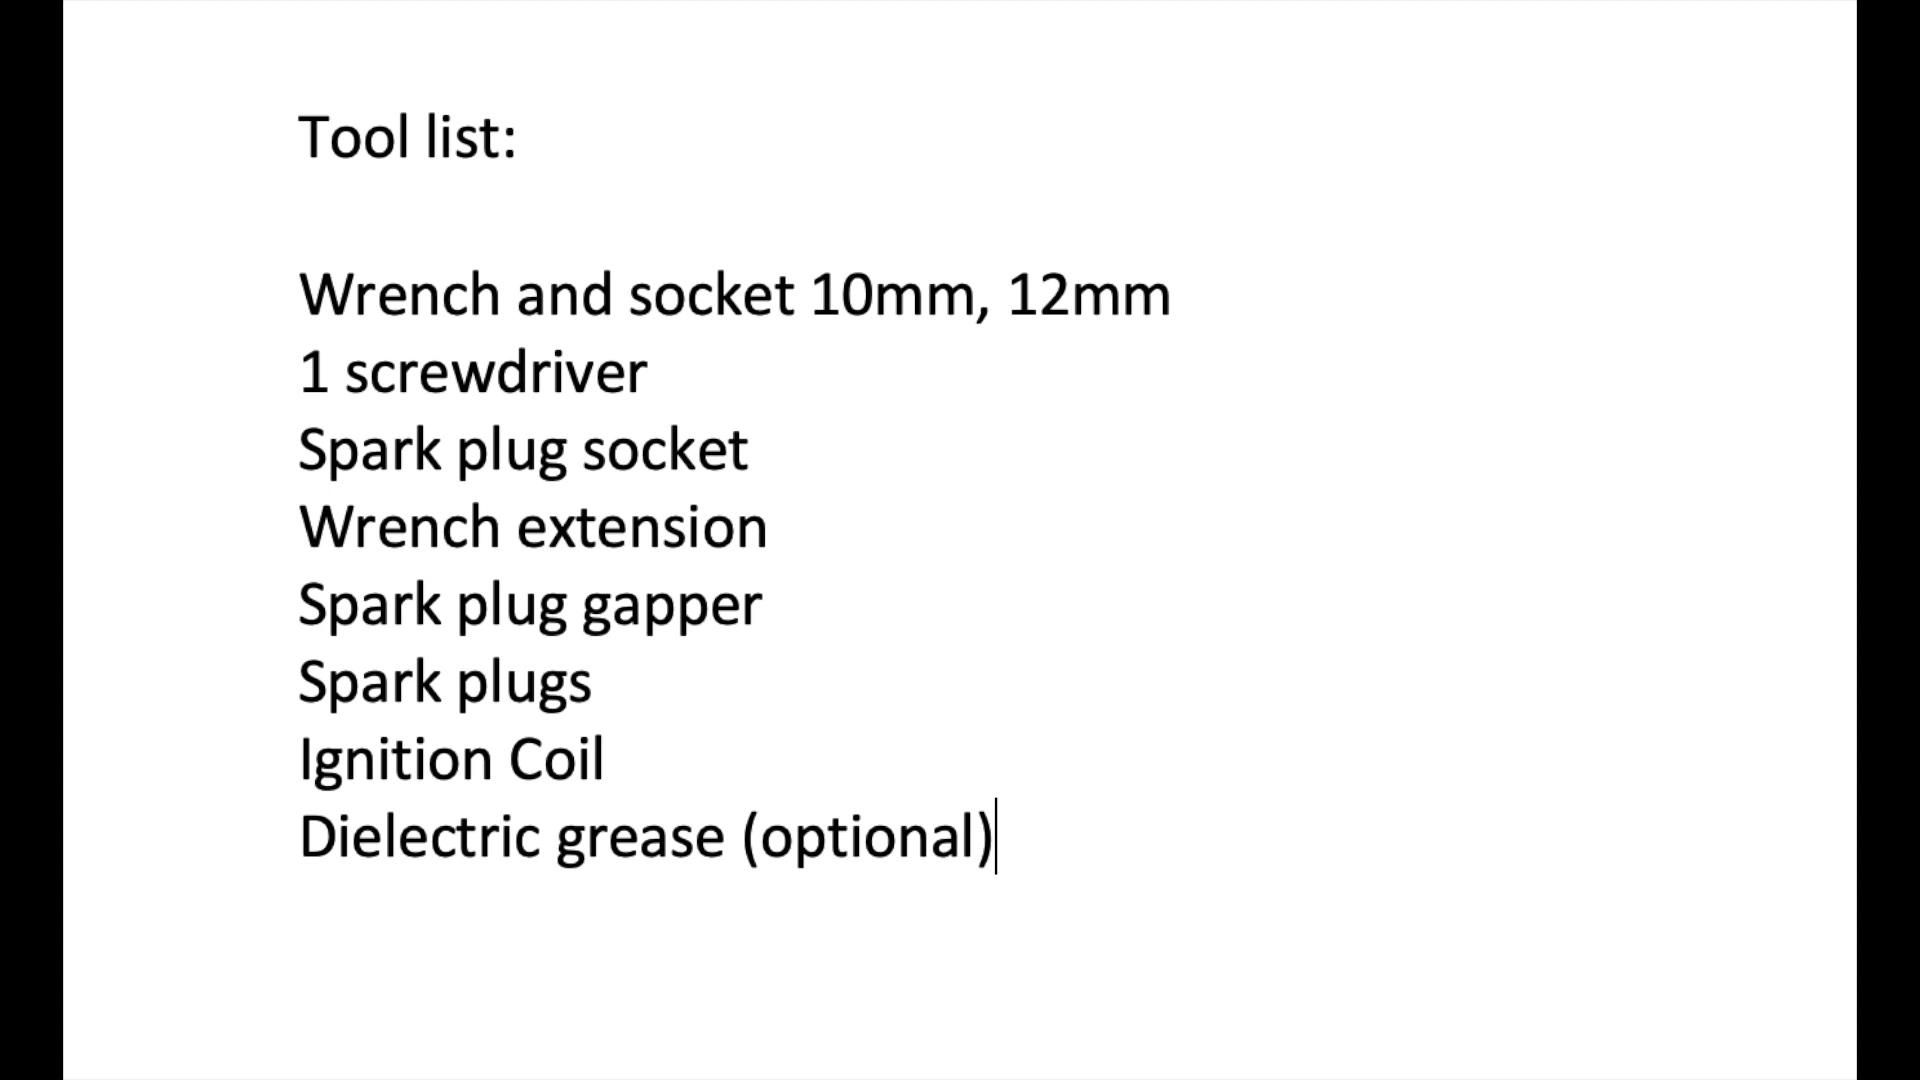 Tool list:
Wrench and socket 10mm, 12mm
1 screwdriver
Spark plug socket
Wrench extension
Spark plug gapper
Spark plugs
Ignition Coil
Dielectric grease (optional)